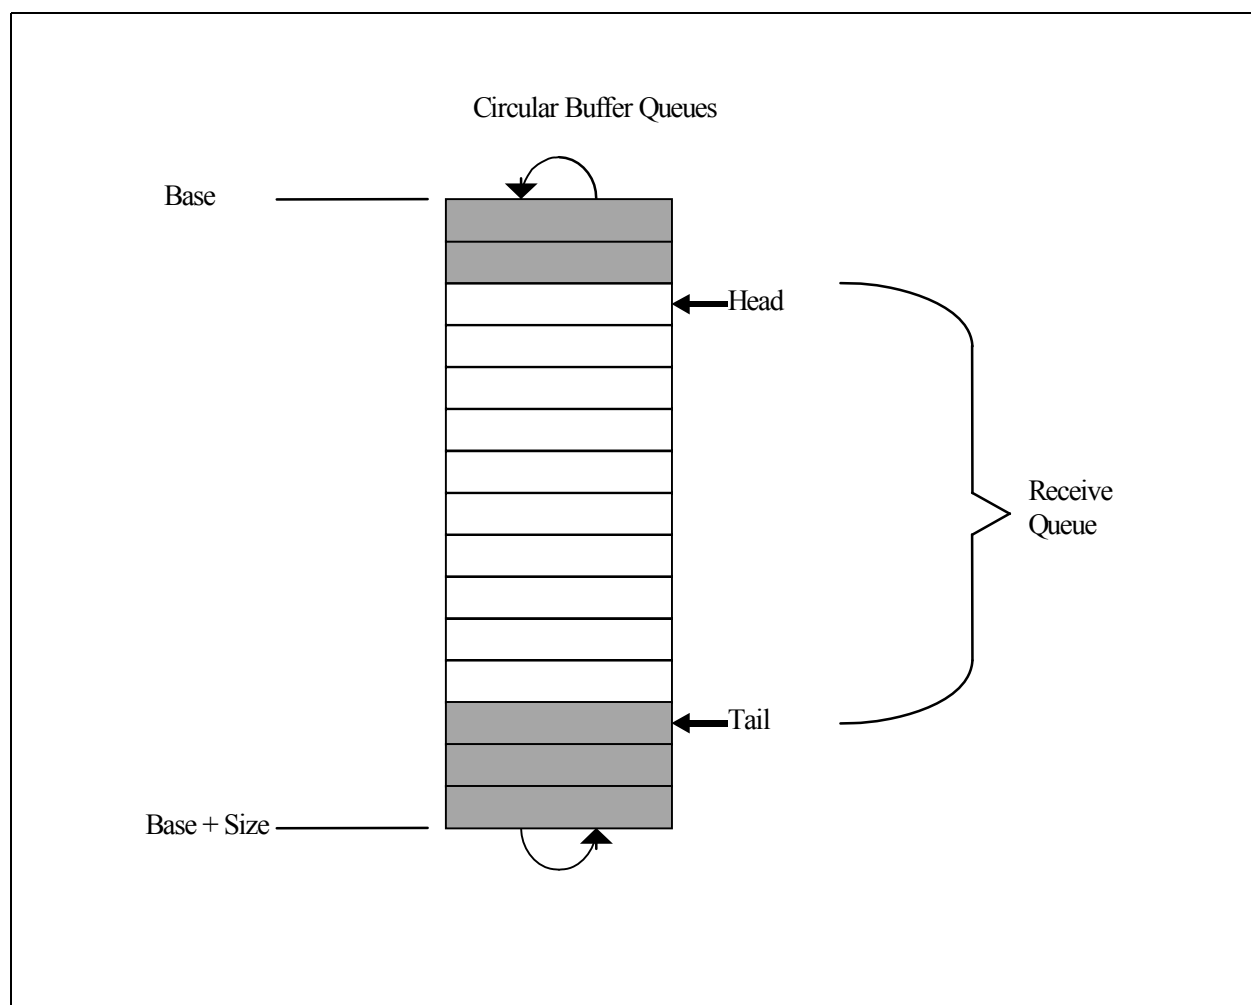 Circular Buffer Queues
Base
Head
Receive
Queue
Tail
Base + Size